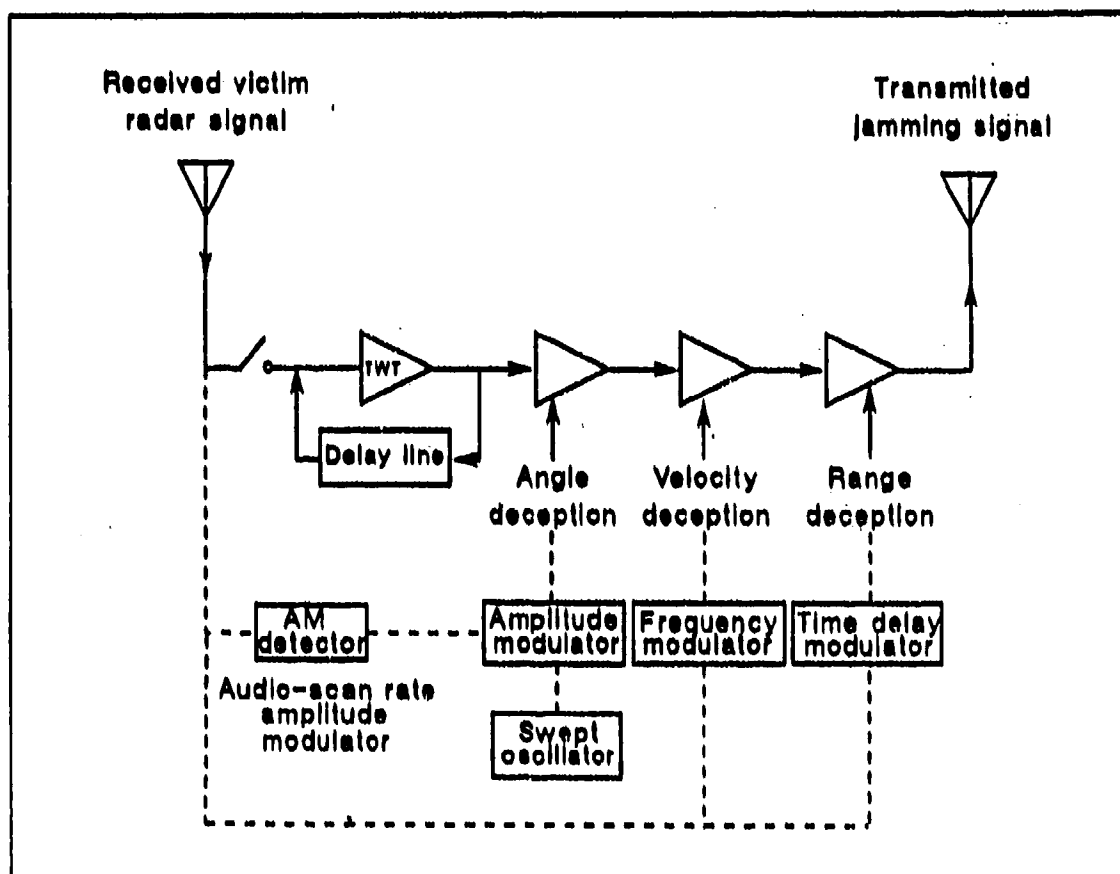 Received victim
radar signal
Transmitted
jamming signal
TWT
Delay line
Angle
deception
Velocity
deception
Range
deception
AM
detector
Amplitude
modulator
Frequency
modulator
Time delay
modulator
Audio-scan rate
amplitude
modulator
Swept
oscillator